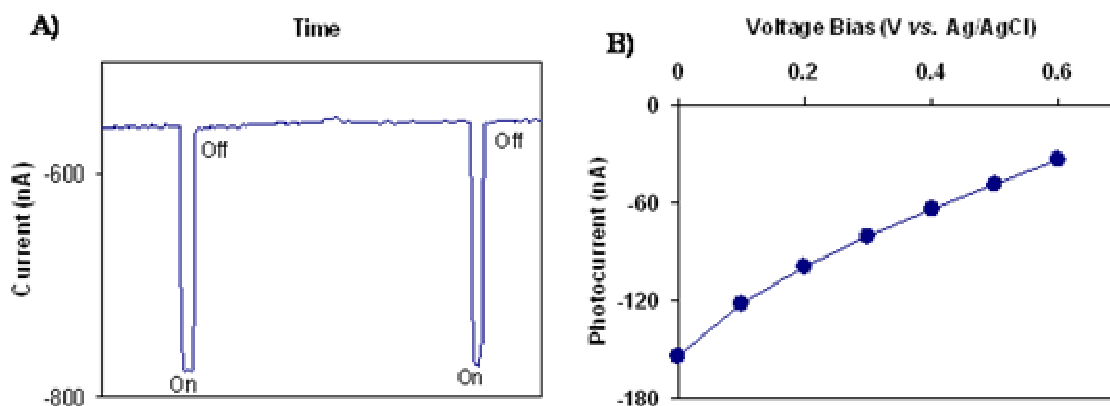 A)
Time
Current (nA)
-600
-800
Off
Off
On
On
B)
Voltage Bias (V vs. Ag/AgCl)
0
0.2
0.4
0.6
Photocurrent (nA)
0
-60
-120
-180